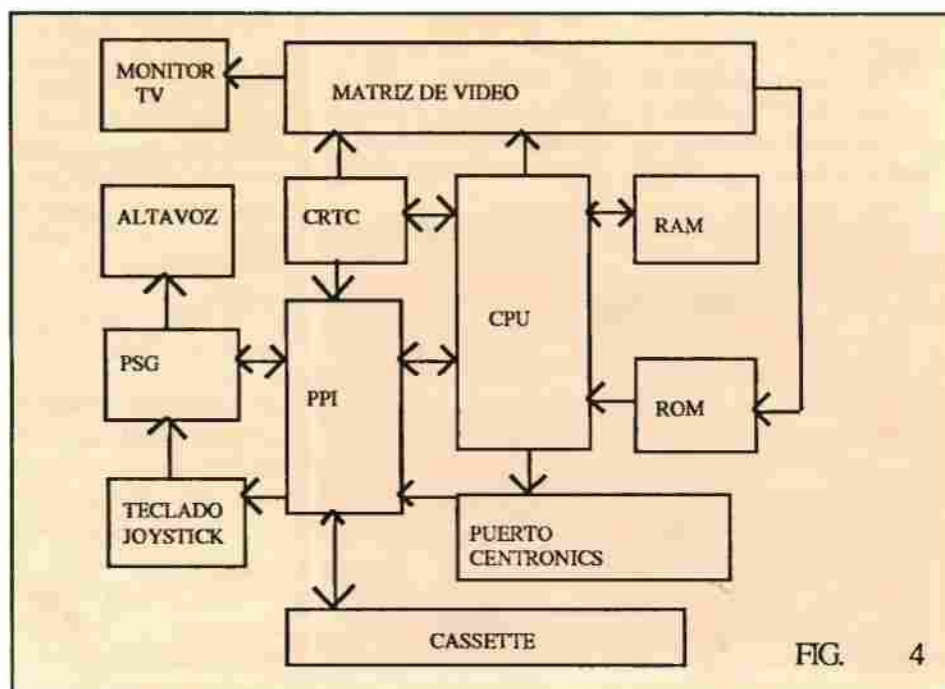 MONITOR
TV
MATRIZ DE VIDEO
ALTAVOZ
CRTC
RAM
CPU
PSG
PPI
ROM
TECLADO
JOYSTICK
PUERTO
CENTRONICS
CASSETTE
FIG. 4